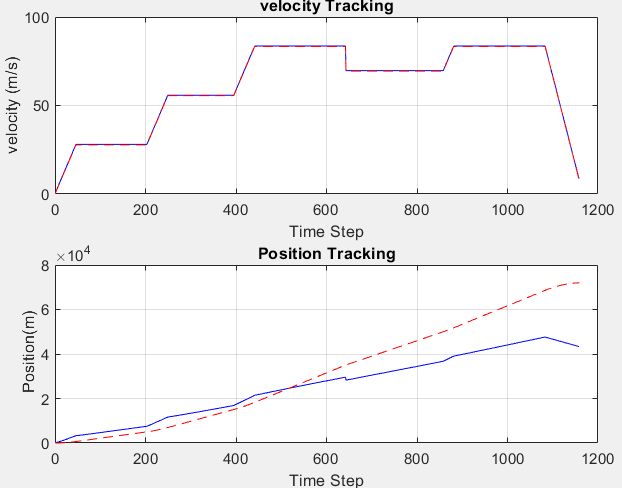 velocity Tracking
100
50
0
velocity (m/s)
0 200 400 600 800 1000 1200
Time Step
×10^4
Position Tracking
8
6
4
2
0
Position(m)
0 200 400 600 800 1000 1200
Time Step